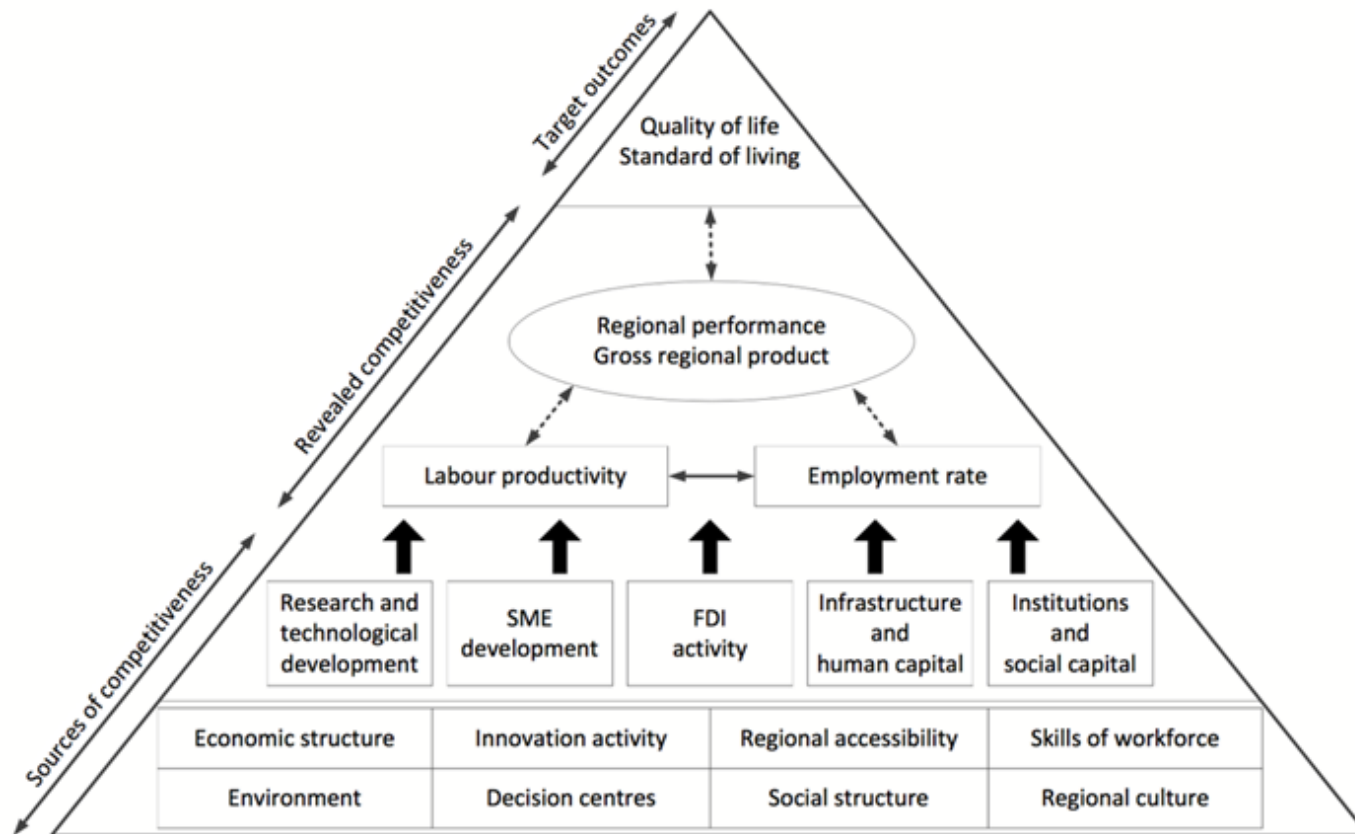 Target outcomes
Quality of life
Standard of living
Revealed competitiveness
Regional performance
Gross regional product
Labour productivity
Employment rate
Sources of competitiveness
Research and
technological
development
SME
development
FDI
activity
Infrastructure
and
human capital
Institutions
and
social capital
Economic structure
Innovation activity
Regional accessibility
Skills of workforce
Environment
Decision centres
Social structure
Regional culture